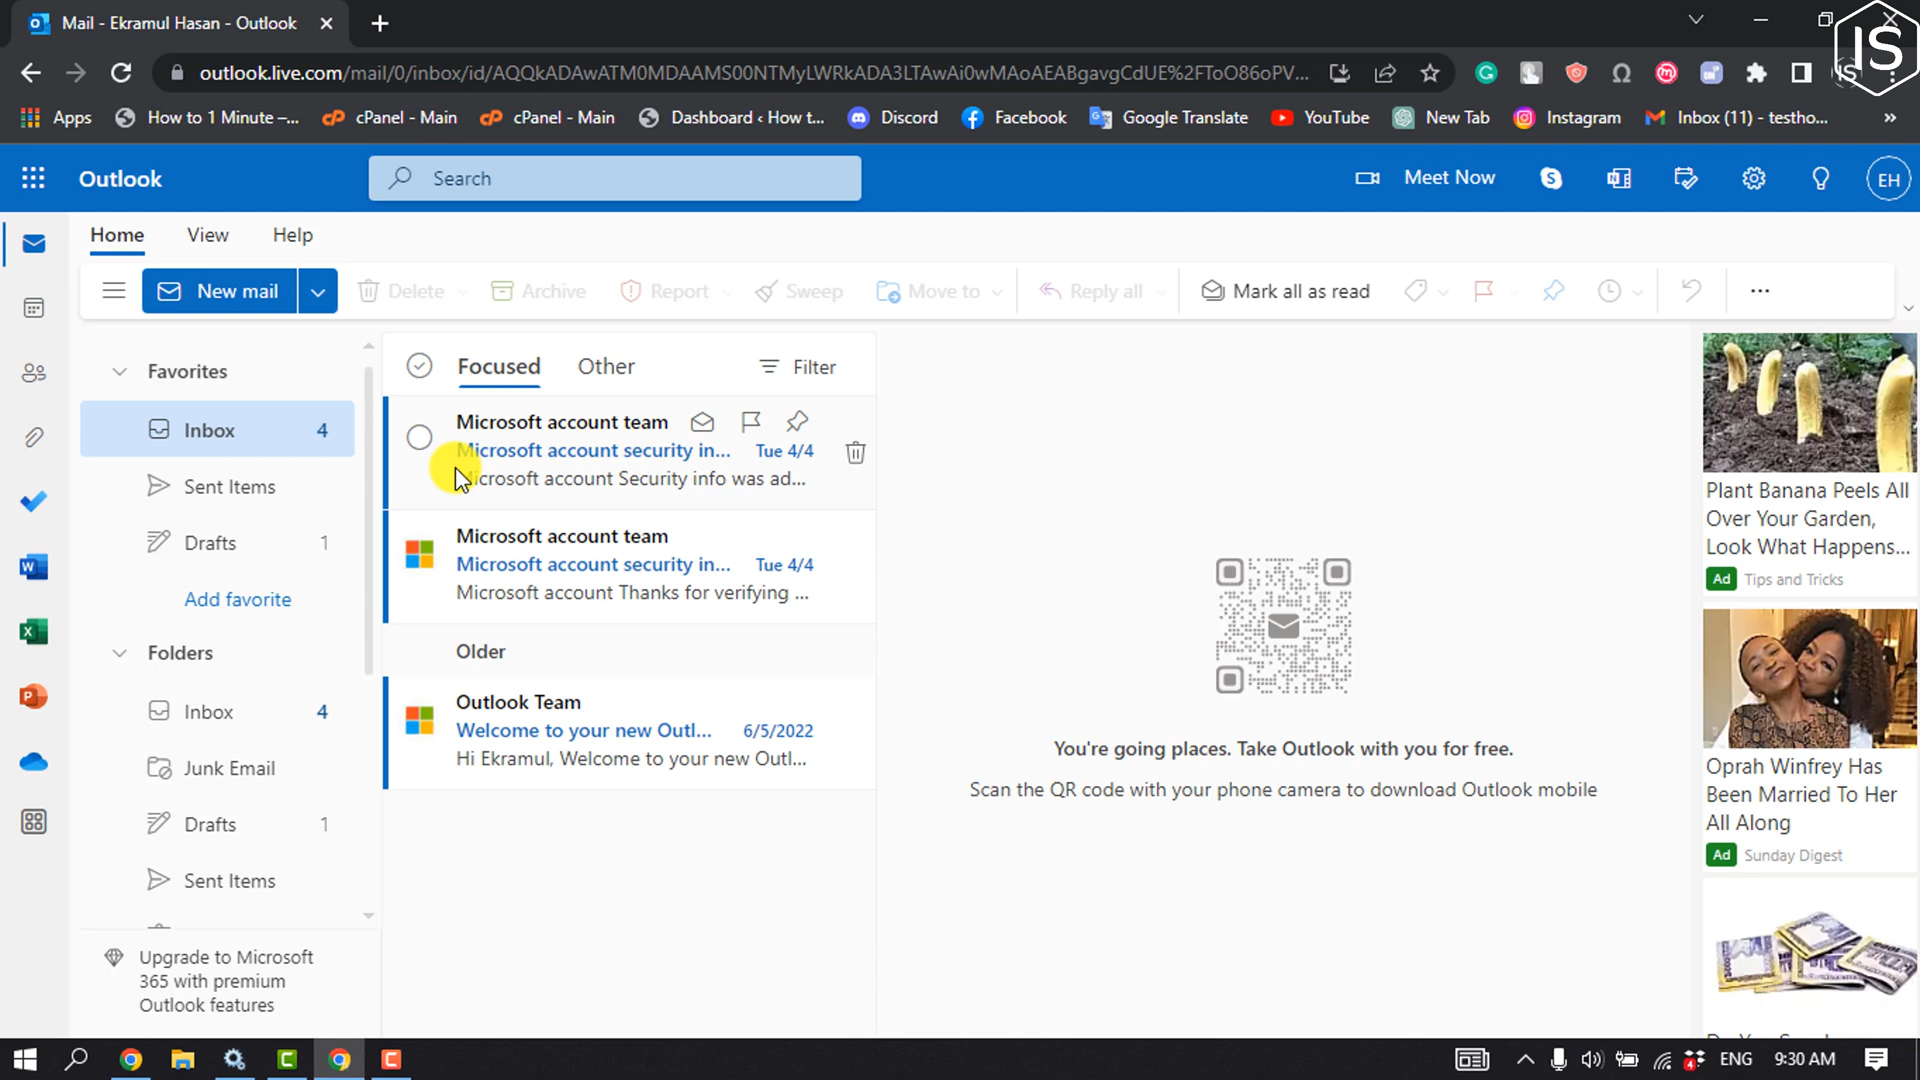 Mail - Ekramul Hasan - Outlook
IS
outlook.live.com/mail/0/inbox/id/AQQkADAwATM0MDAAMS00NTMyLWRkADA3LTAwAi0wMAoAEABgavgCdUE%2FToO86oPV...
Apps
How to 1 Minute –...
cPanel - Main
cPanel - Main
Dashboard ‹ How t...
Discord
Facebook
Google Translate
YouTube
New Tab
Instagram
Inbox (11) - testho...
Outlook
Search
Meet Now
EH
Home
View
Help
New mail
Delete
Archive
Report
Sweep
Move to
Reply all
Mark all as read
Favorites
Inbox 4
Sent Items
Drafts 1
Add favorite
Folders
Inbox 4
Junk Email
Drafts 1
Sent Items
Upgrade to Microsoft
365 with premium
Outlook features
Focused
Other
Filter
Microsoft account team
Microsoft account security in... Tue 4/4
Microsoft account Security info was ad...
Microsoft account team
Microsoft account security in... Tue 4/4
Microsoft account Thanks for verifying ...
Older
Outlook Team
Welcome to your new Outl... 6/5/2022
Hi Ekramul, Welcome to your new Outl...
You're going places. Take Outlook with you for free.
Scan the QR code with your phone camera to download Outlook mobile
Plant Banana Peels All
Over Your Garden,
Look What Happens...
Ad Tips and Tricks
Oprah Winfrey Has
Been Married To Her
All Along
Ad Sunday Digest
ENG
9:30 AM